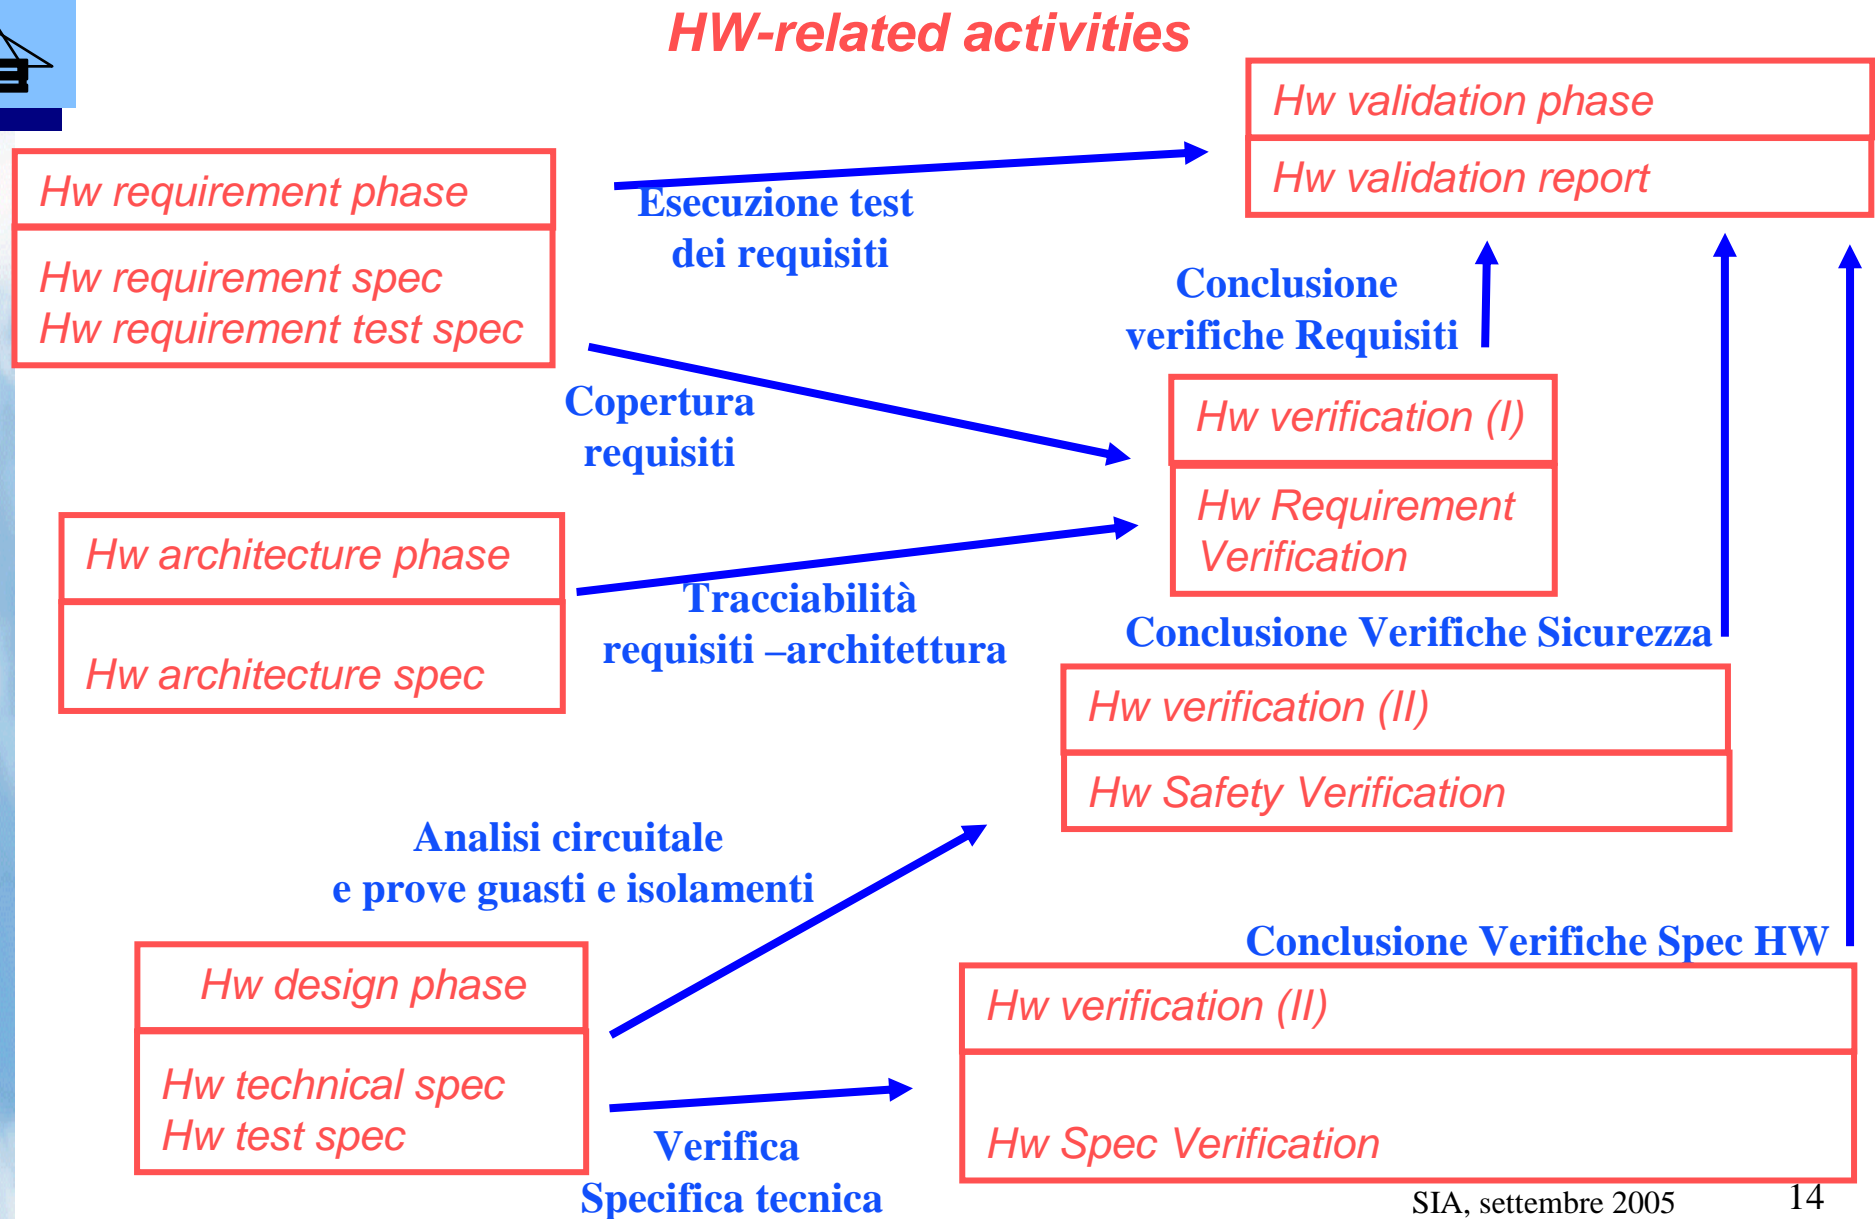 HW-related activities
Hw validation phase
Hw validation report
Hw requirement phase
Hw requirement spec
Hw requirement test spec
Esecuzione test
dei requisiti
Conclusione
verifiche Requisiti
Copertura
requisiti
Hw verification (I)
Hw Requirement
Verification
Hw architecture phase
Hw architecture spec
Tracciabilità
requisiti –architettura
Conclusione Verifiche Sicurezza
Hw verification (II)
Hw Safety Verification
Analisi circuitale
e prove guasti e isolamenti
Conclusione Verifiche Spec HW
Hw design phase
Hw technical spec
Hw test spec
Hw verification (II)
Hw Spec Verification
Verifica
Specifica tecnica
SIA, settembre 2005
14